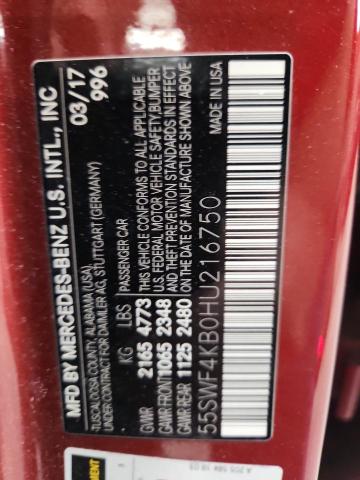 MFD BY MERCEDES-BENZ U.S. INTL., INC
TUSCALOOSA COUNTY, ALABAMA (USA) 03/17
UNDER CONTRACT FOR DAIMLER AG, STUTTGART (GERMANY) 996
PASSENGER CAR
THIS VEHICLE CONFORMS TO ALL APPLICABLE
U.S. FEDERAL MOTOR VEHICLE SAFETY, BUMPER
AND THEFT PREVENTION STANDARDS IN EFFECT
ON THE DATE OF MANUFACTURE SHOWN ABOVE
KG LBS
GVWR 2165 4773
GAWR FRONT 1065 2348
GAWR REAR 1125 2480
MADE IN USA
55SWF4KB0HU216750